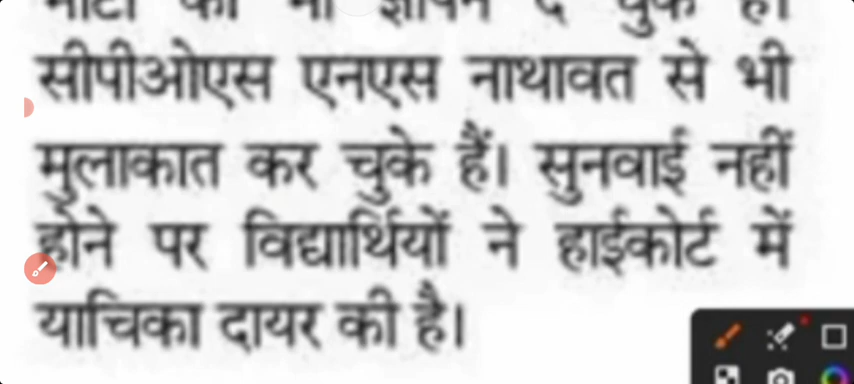 सीपीओएस एनएस नाथावत से भी
मुलाकात कर चुके हैं। सुनवाई नहीं
होने पर विद्यार्थियों ने हाईकोर्ट में
याचिका दायर की है।